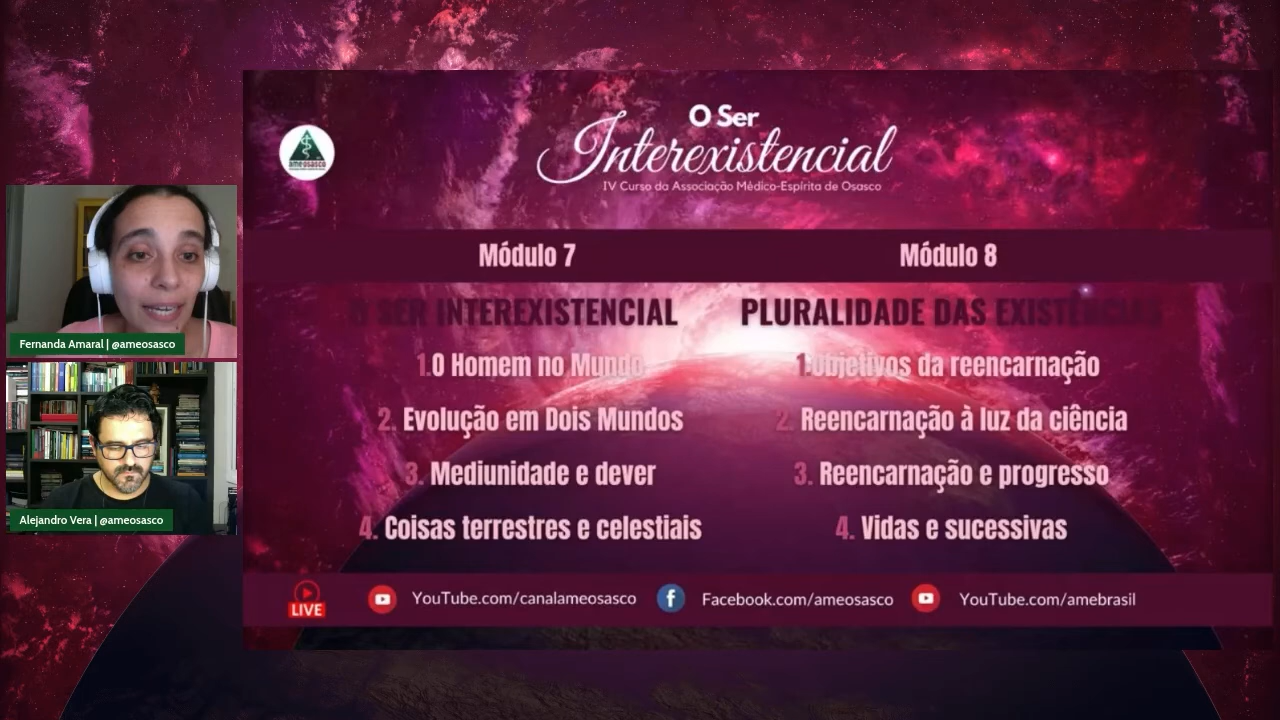 O Ser
Interexistencial
IV Curso da Associação Médico-Espírita de Osasco
ameosasco
Módulo 7
O SER INTEREXISTENCIAL
1.O Homem no Mundo
2. Evolução em Dois Mundos
3. Mediunidade e dever
4. Coisas terrestres e celestiais
Módulo 8
PLURALIDADE DAS EXISTÊNCIAS
1.Objetivos da reencarnação
2. Reencarnação à luz da ciência
3. Reencarnação e progresso
4. Vidas e sucessivas
Fernanda Amaral | @ameosasco
Alejandro Vera | @ameosasco
LIVE
YouTube.com/canalameosasco
Facebook.com/ameosasco
YouTube.com/amebrasil